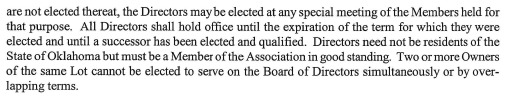 are not elected thereat, the Directors may be elected at any special meeting of the Members held for
that purpose. All Directors shall hold office until the expiration of the term for which they were
elected and until a successor has been elected and qualified. Directors need not be residents of the
State of Oklahoma but must be a Member of the Association in good standing. Two or more Owners
of the same Lot cannot be elected to serve on the Board of Directors simultaneously or by over-
lapping terms.